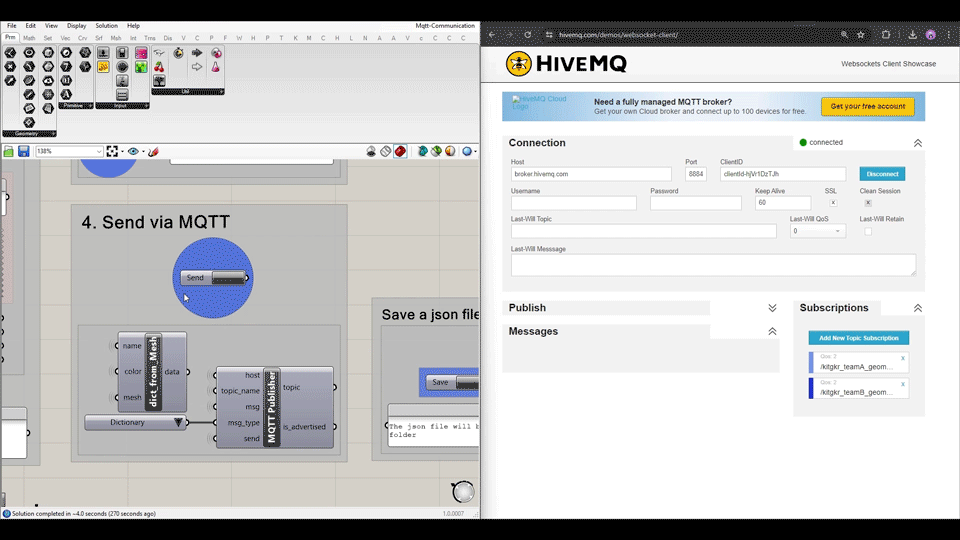 File Edit View Display Solution Help
Mqtt-Communication
Prm Math Set Vec Crv Srf Msh Int Trns Dis
Geometry
Primitive
Input
Util
138%
4. Send via MQTT
Send
name
color
mesh
dict_from_Mesh
data
Dictionary
host
topic_name
msg
msg_type
send
MQTT Publisher
topic
is_advertised
Save a json file
Save
The json file will b
folder
Solution completed in ~4.0 seconds (270 seconds ago)
1.0.0007
hivemq.com/demos/websocket-client/
HIVEMQ
Websockets Client Showcase
HiveMQ Cloud
Logo
Need a fully managed MQTT broker?
Get your own Cloud broker and connect up to 100 devices for free.
Get your free account
Connection
connected
Host
Port
ClientID
broker.hivemq.com
8884
clientId-hjVr1DzTJh
Disconnect
Username
Password
Keep Alive
SSL
Clean Session
60
x
x
Last-Will Topic
Last-Will QoS
Last-Will Retain
0
Last-Will Messsage
Publish
Subscriptions
Messages
Add New Topic Subscription
Qos: 2
x
/kitgkr_teamA_geom...
Qos: 2
x
/kitgkr_teamB_geom...